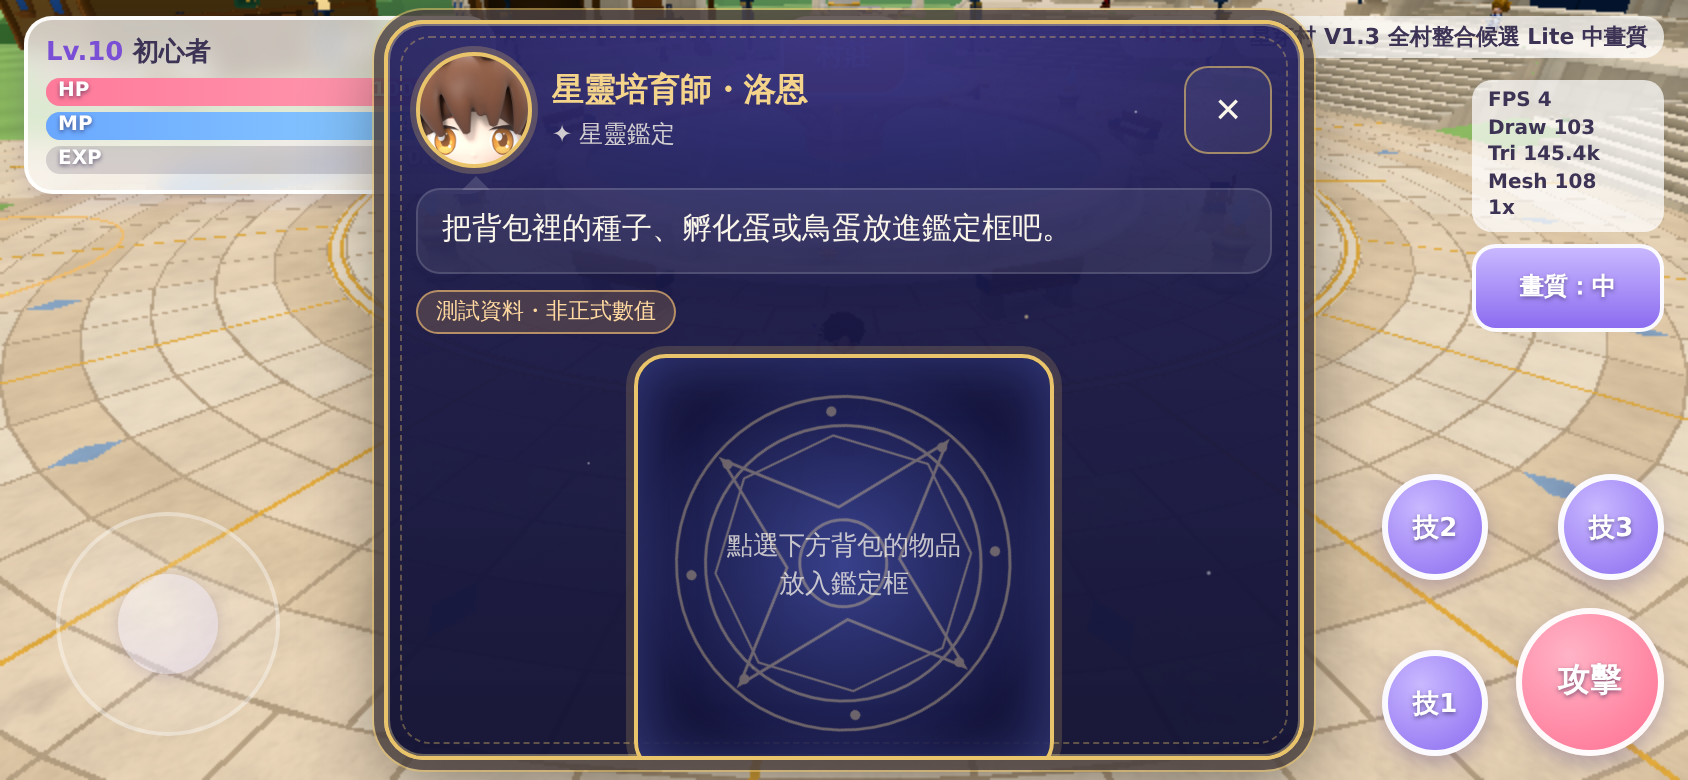 Lv.10 初心者
HP
MP
EXP
星靈培育師・洛恩
✦ 星靈鑑定
×
村 V1.3 全村整合候選 Lite 中畫質
FPS 4
Draw 103
Tri 145.4k
Mesh 108
1x
畫質：中
把背包裡的種子、孵化蛋或鳥蛋放進鑑定框吧。
測試資料・非正式數值
點選下方背包的物品
放入鑑定框
技2
技3
技1
攻擊